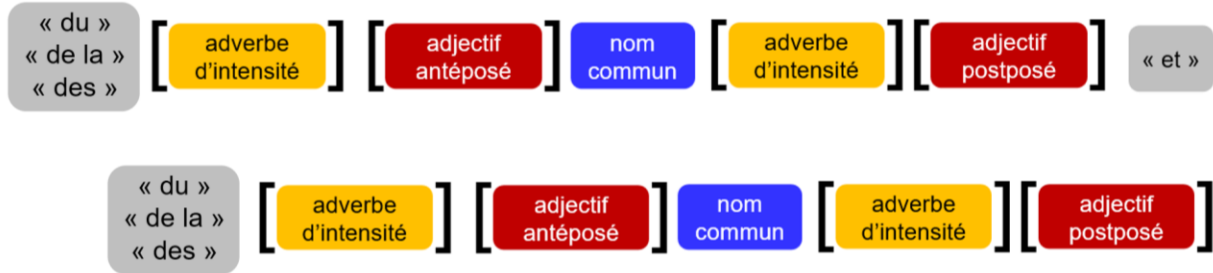 « du »
« de la »
« des »
[ adverbe d’intensité ] [ adjectif antéposé ] nom commun [ adverbe d’intensité ] [ adjectif postposé ] « et »
« du »
« de la »
« des »
[ adverbe d’intensité ] [ adjectif antéposé ] nom commun [ adverbe d’intensité ] [ adjectif postposé ]